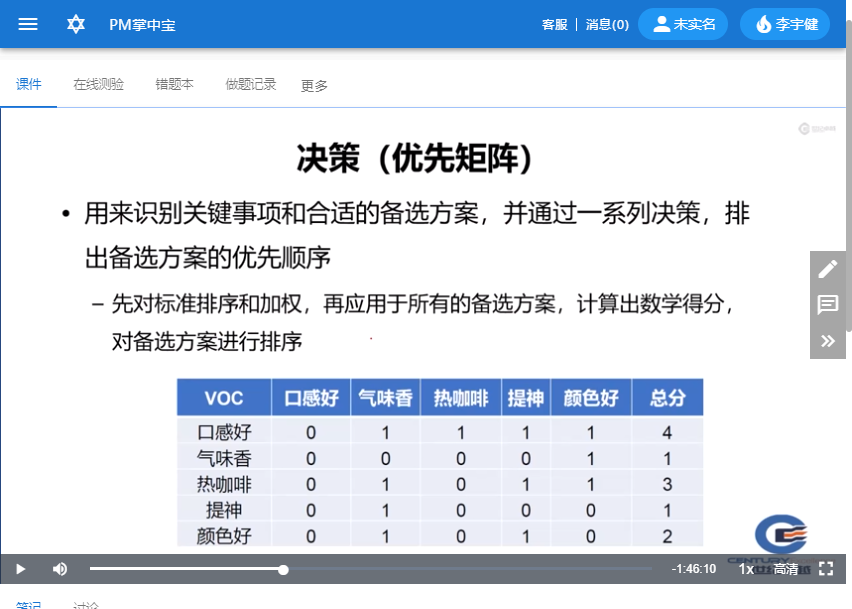 PM掌中宝 客服 消息(0) 未实名 李宇健
课件 在线测验 错题本 做题记录 更多
决策（优先矩阵）
• 用来识别关键事项和合适的备选方案，并通过一系列决策，排
出备选方案的优先顺序
– 先对标准排序和加权，再应用于所有的备选方案，计算出数学得分，
对备选方案进行排序
VOC 口感好 气味香 热咖啡 提神 颜色好 总分
口感好 0 1 1 1 1 4
气味香 0 0 0 0 1 1
热咖啡 0 1 0 1 1 3
提神 0 1 0 0 0 1
颜色好 0 1 0 1 0 2
CENTURY
-1:46:10 1x 高清
笔记 讨论